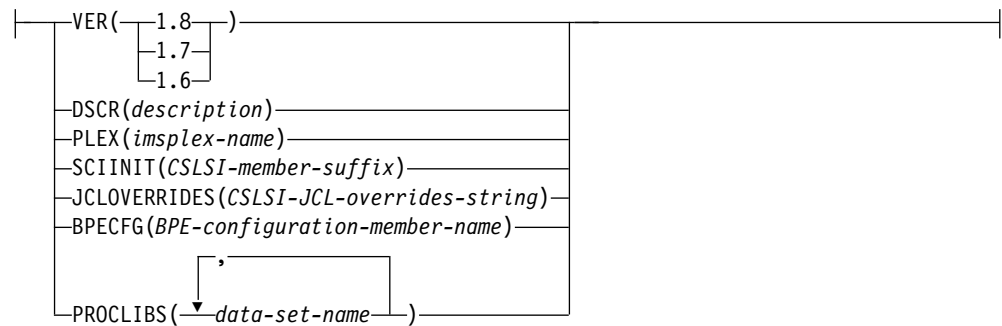 VER(1.8)
1.7
1.6
DSCR(description)
PLEX(imsplex-name)
SCIINIT(CSLSI-member-suffix)
JCLOVERRIDES(CSLSI-JCL-overrides-string)
BPECFG(BPE-configuration-member-name)
,
PROCLIBS(data-set-name)